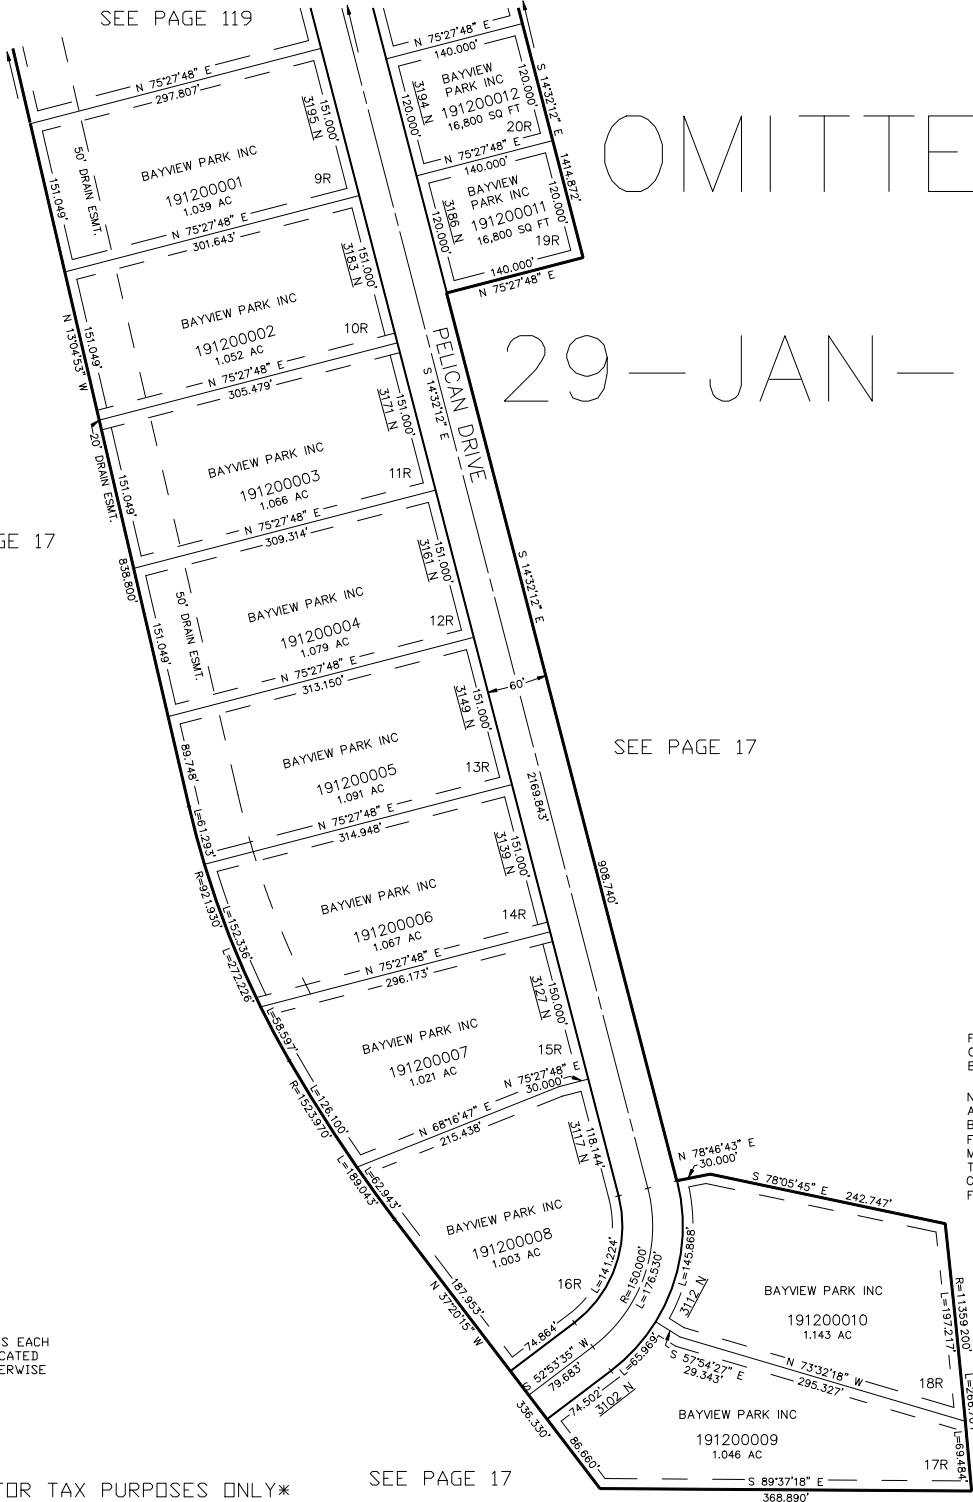 SEE PAGE 119
N 75°27'48" E
297.807'
151.000'
3195 N
50' DRAIN ESMT.
151.049'
BAYVIEW PARK INC
191200001
1.039 AC
9R
N 75°27'48" E
301.643'
N 75°27'48" E
140.000'
BAYVIEW
PARK INC
191200012
16,800 SQ FT
20R
3194 N
120.000'
120.000'
S 14°32'12" E
1414.872'
N 75°27'48" E
140.000'
BAYVIEW
PARK INC
191200011
16,800 SQ FT
19R
3186 N
120.000'
120.000'
140.000'
N 75°27'48" E
OMITTE
29-JAN-
151.000'
3183 N
BAYVIEW PARK INC
191200002
1.052 AC
10R
N 13°04'53" W
151.049'
N 75°27'48" E
305.479'
PELICAN DRIVE
S 14°32'12" E
151.000'
3171 N
BAYVIEW PARK INC
191200003
1.066 AC
11R
20' DRAIN ESMT.
151.049'
N 75°27'48" E
309.314'
GE 17
838.800'
151.000'
3161 N
50' DRAIN ESMT.
151.049'
BAYVIEW PARK INC
191200004
1.079 AC
12R
N 75°27'48" E
313.150'
S 14°32'12" E
60'
151.000'
3149 N
BAYVIEW PARK INC
191200005
1.091 AC
13R
89.748'
L=61.293'
N 75°27'48" E
314.948'
SEE PAGE 17
2169.843'
908.740'
151.000'
3139 N
BAYVIEW PARK INC
191200006
1.067 AC
14R
R=921.930'
L=152.336'
L=272.226'
N 75°27'48" E
296.173'
150.000'
3127 N
BAYVIEW PARK INC
191200007
1.021 AC
15R
L=58.597'
L=126.100'
R=1523.970'
L=189.043'
N 75°27'48" E
30.000'
N 68°16'47" E
215.438'
118.144'
3117 N
L=62.943'
BAYVIEW PARK INC
191200008
1.003 AC
16R
187.953'
N 37°20'15" W
L=141.224'
74.864'
R=150.000'
L=176.530'
S 52°53'35" W
79.683'
N 78°46'43" E
30.000'
S 78°05'45" E 242.747'
L=145.868'
3112 N
BAYVIEW PARK INC
191200010
1.143 AC
18R
R=11359.200'
L=197.217'
S 57°54'27" E
29.343'
N 73°32'18" W
295.327'
L=65.969'
74.502'
3102 N
BAYVIEW PARK INC
191200009
1.046 AC
17R
L=69.484'
336.330'
86.660'
S 89°37'18" E
368.890'
F
C
E
N
A
B
F
M
T
C
F
S EACH
CATED
ERWISE
SEE PAGE 17
FOR TAX PURPOSES ONLY*